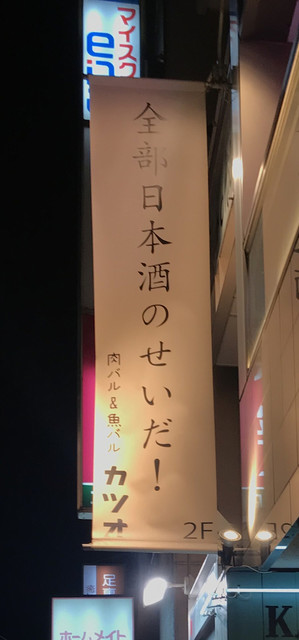 マイスク
全部日本酒のせいだ！
肉バル&魚バル
カツオ
2F
足
ホームメイト
K